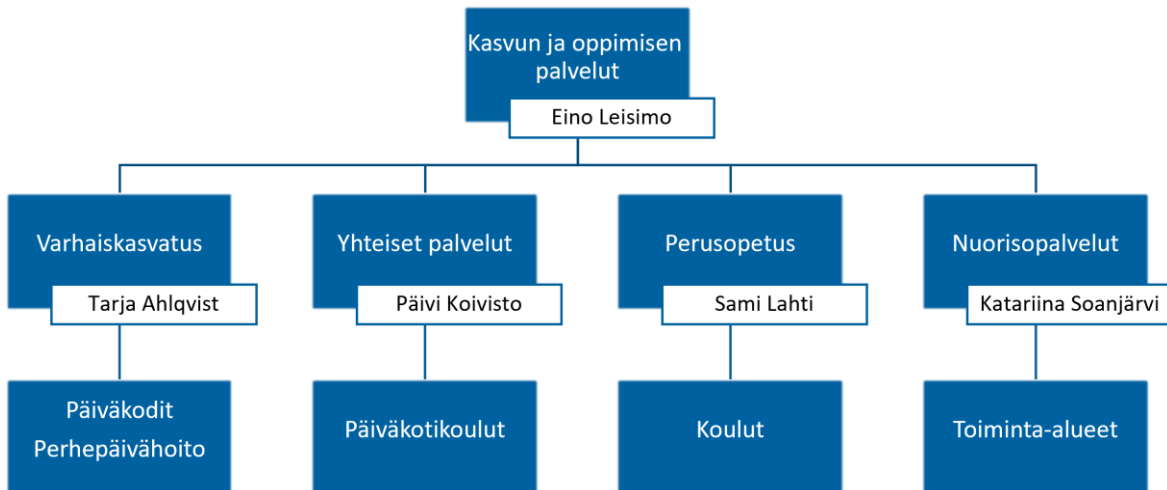 Kasvun ja oppimisen
palvelut
Eino Leisimo
Varhaiskasvatus
Tarja Ahlqvist
Yhteiset palvelut
Päivi Koivisto
Perusopetus
Sami Lahti
Nuorisopalvelut
Katariina Soanjärvi
Päiväkodit
Perhepäivähoito
Päiväkotikoulut
Koulut
Toiminta-alueet